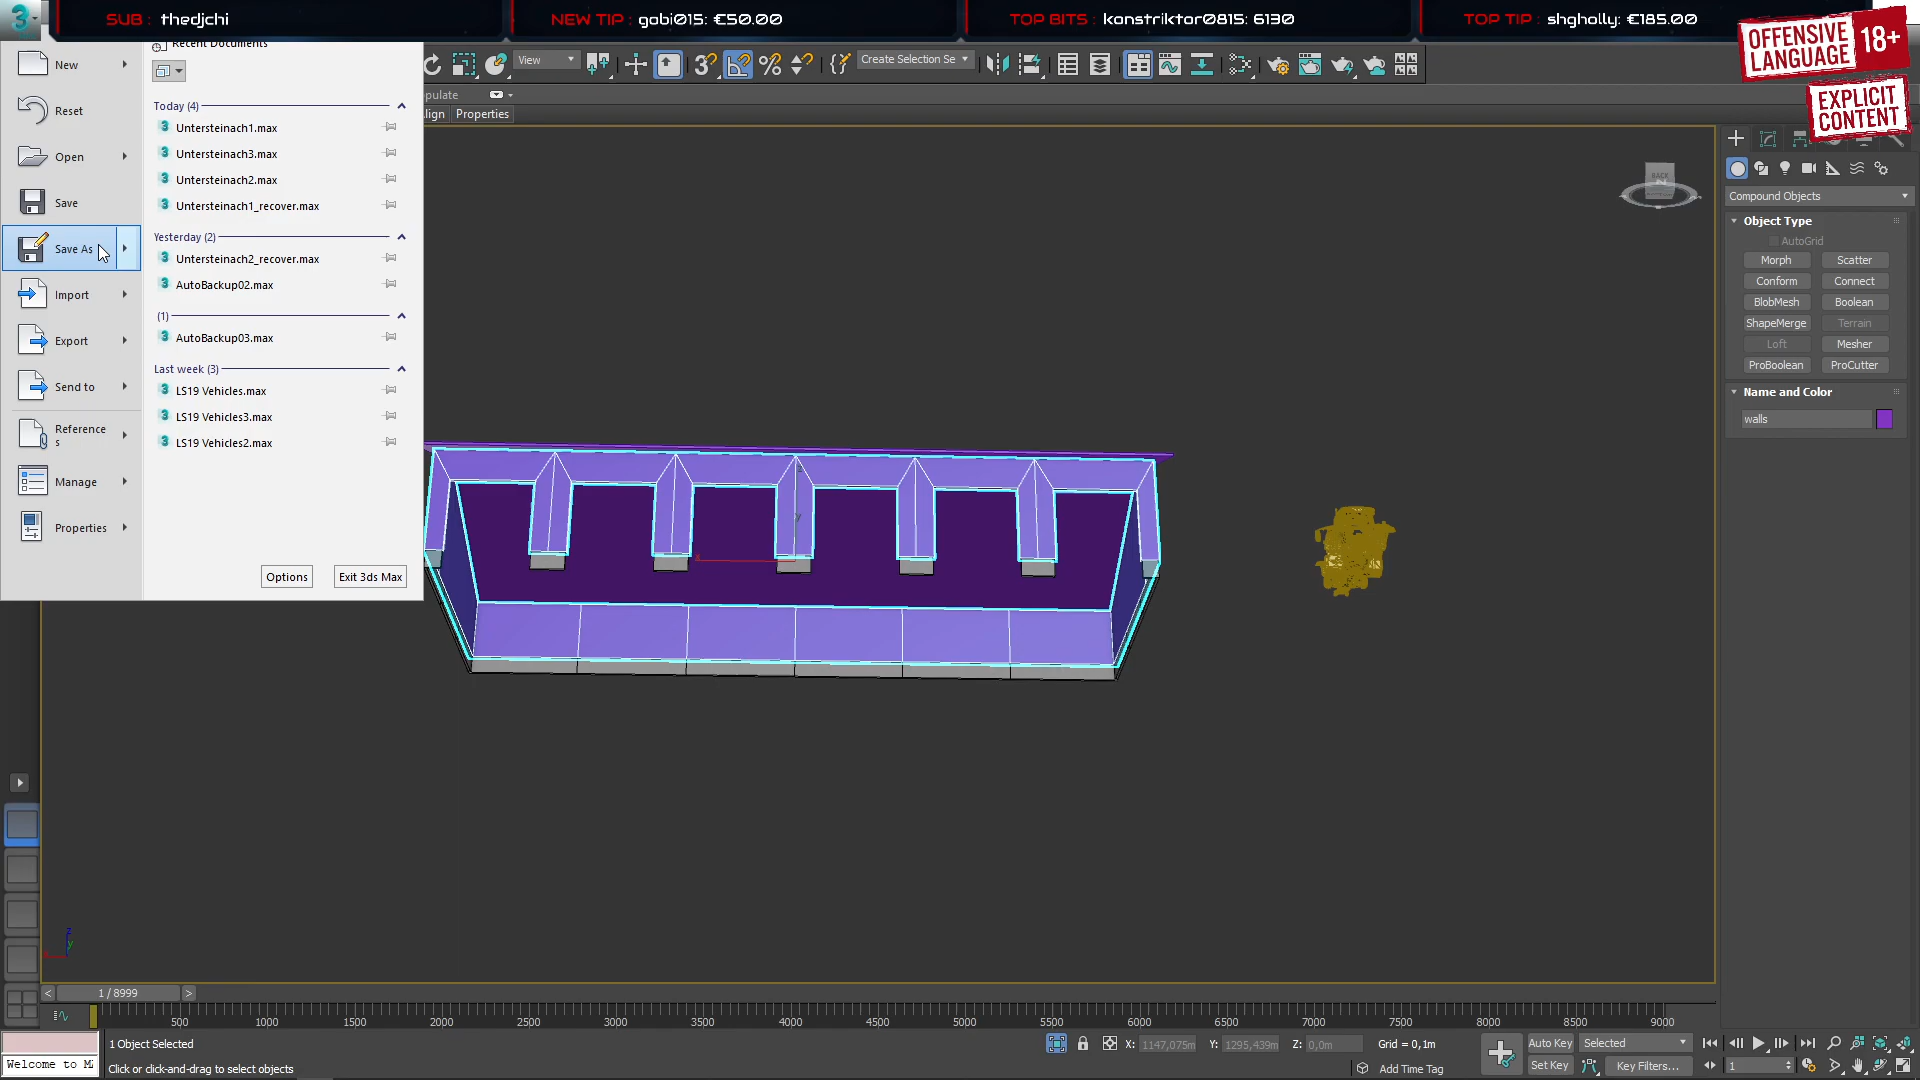 SUB : thedjchi
NEW TIP : gabi015: €50.00
TOP BITS : konstriktor0815: 6130
TOP TIP : shgholly: €185.00
OFFENSIVE LANGUAGE 18+
EXPLICIT CONTENT
Recent Documents
New
Reset
Open
Save
Save As
Import
Export
Send to
References
Manage
Properties
Today (4)
Untersteinach1.max
Untersteinach3.max
Untersteinach2.max
Untersteinach1_recover.max
Yesterday (2)
Untersteinach2_recover.max
AutoBackup02.max
(1)
AutoBackup03.max
Last week (3)
LS19 Vehicles.max
LS19 Vehicles3.max
LS19 Vehicles2.max
Options
Exit 3ds Max
View
Create Selection Se
opulate
lign
Properties
BACK
Compound Objects
Object Type
AutoGrid
Morph Scatter
Conform Connect
BlobMesh Boolean
ShapeMerge Terrain
Loft Mesher
ProBoolean ProCutter
Name and Color
walls
1 / 8999
500 1000 1500 2000 2500 3000 3500 4000 4500 5000 5500 6000 6500 7000 7500 8000 8500 9000
1 Object Selected
X: 1147,075m Y: 1295,439m Z: 0,0m Grid = 0,1m
Auto Key Selected
Welcome to M
Click or click-and-drag to select objects
Add Time Tag
Set Key Key Filters...
1